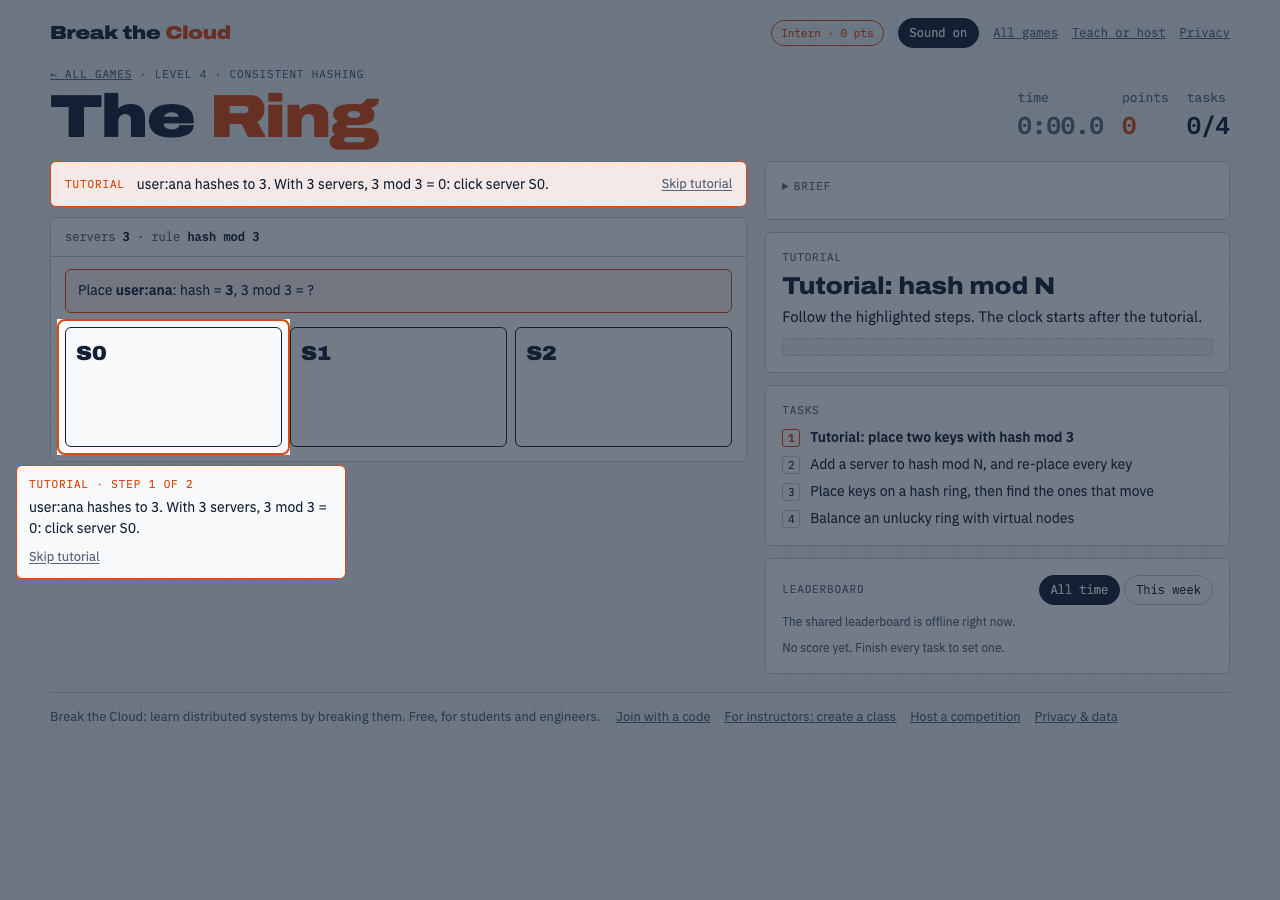 Break the Cloud
Intern · 0 pts
Sound on
All games
Teach or host
Privacy
← ALL GAMES · LEVEL 4 · CONSISTENT HASHING
The Ring
time
0:00.0
points
0
tasks
0/4
TUTORIAL user:ana hashes to 3. With 3 servers, 3 mod 3 = 0: click server S0. Skip tutorial
servers 3 · rule hash mod 3
Place user:ana: hash = 3, 3 mod 3 = ?
S0
S1
S2
TUTORIAL · STEP 1 OF 2
user:ana hashes to 3. With 3 servers, 3 mod 3 =
0: click server S0.
Skip tutorial
BRIEF
TUTORIAL
Tutorial: hash mod N
Follow the highlighted steps. The clock starts after the tutorial.
TASKS
1 Tutorial: place two keys with hash mod 3
2 Add a server to hash mod N, and re-place every key
3 Place keys on a hash ring, then find the ones that move
4 Balance an unlucky ring with virtual nodes
LEADERBOARD
All time
This week
The shared leaderboard is offline right now.
No score yet. Finish every task to set one.
Break the Cloud: learn distributed systems by breaking them. Free, for students and engineers. Join with a code For instructors: create a class Host a competition Privacy & data